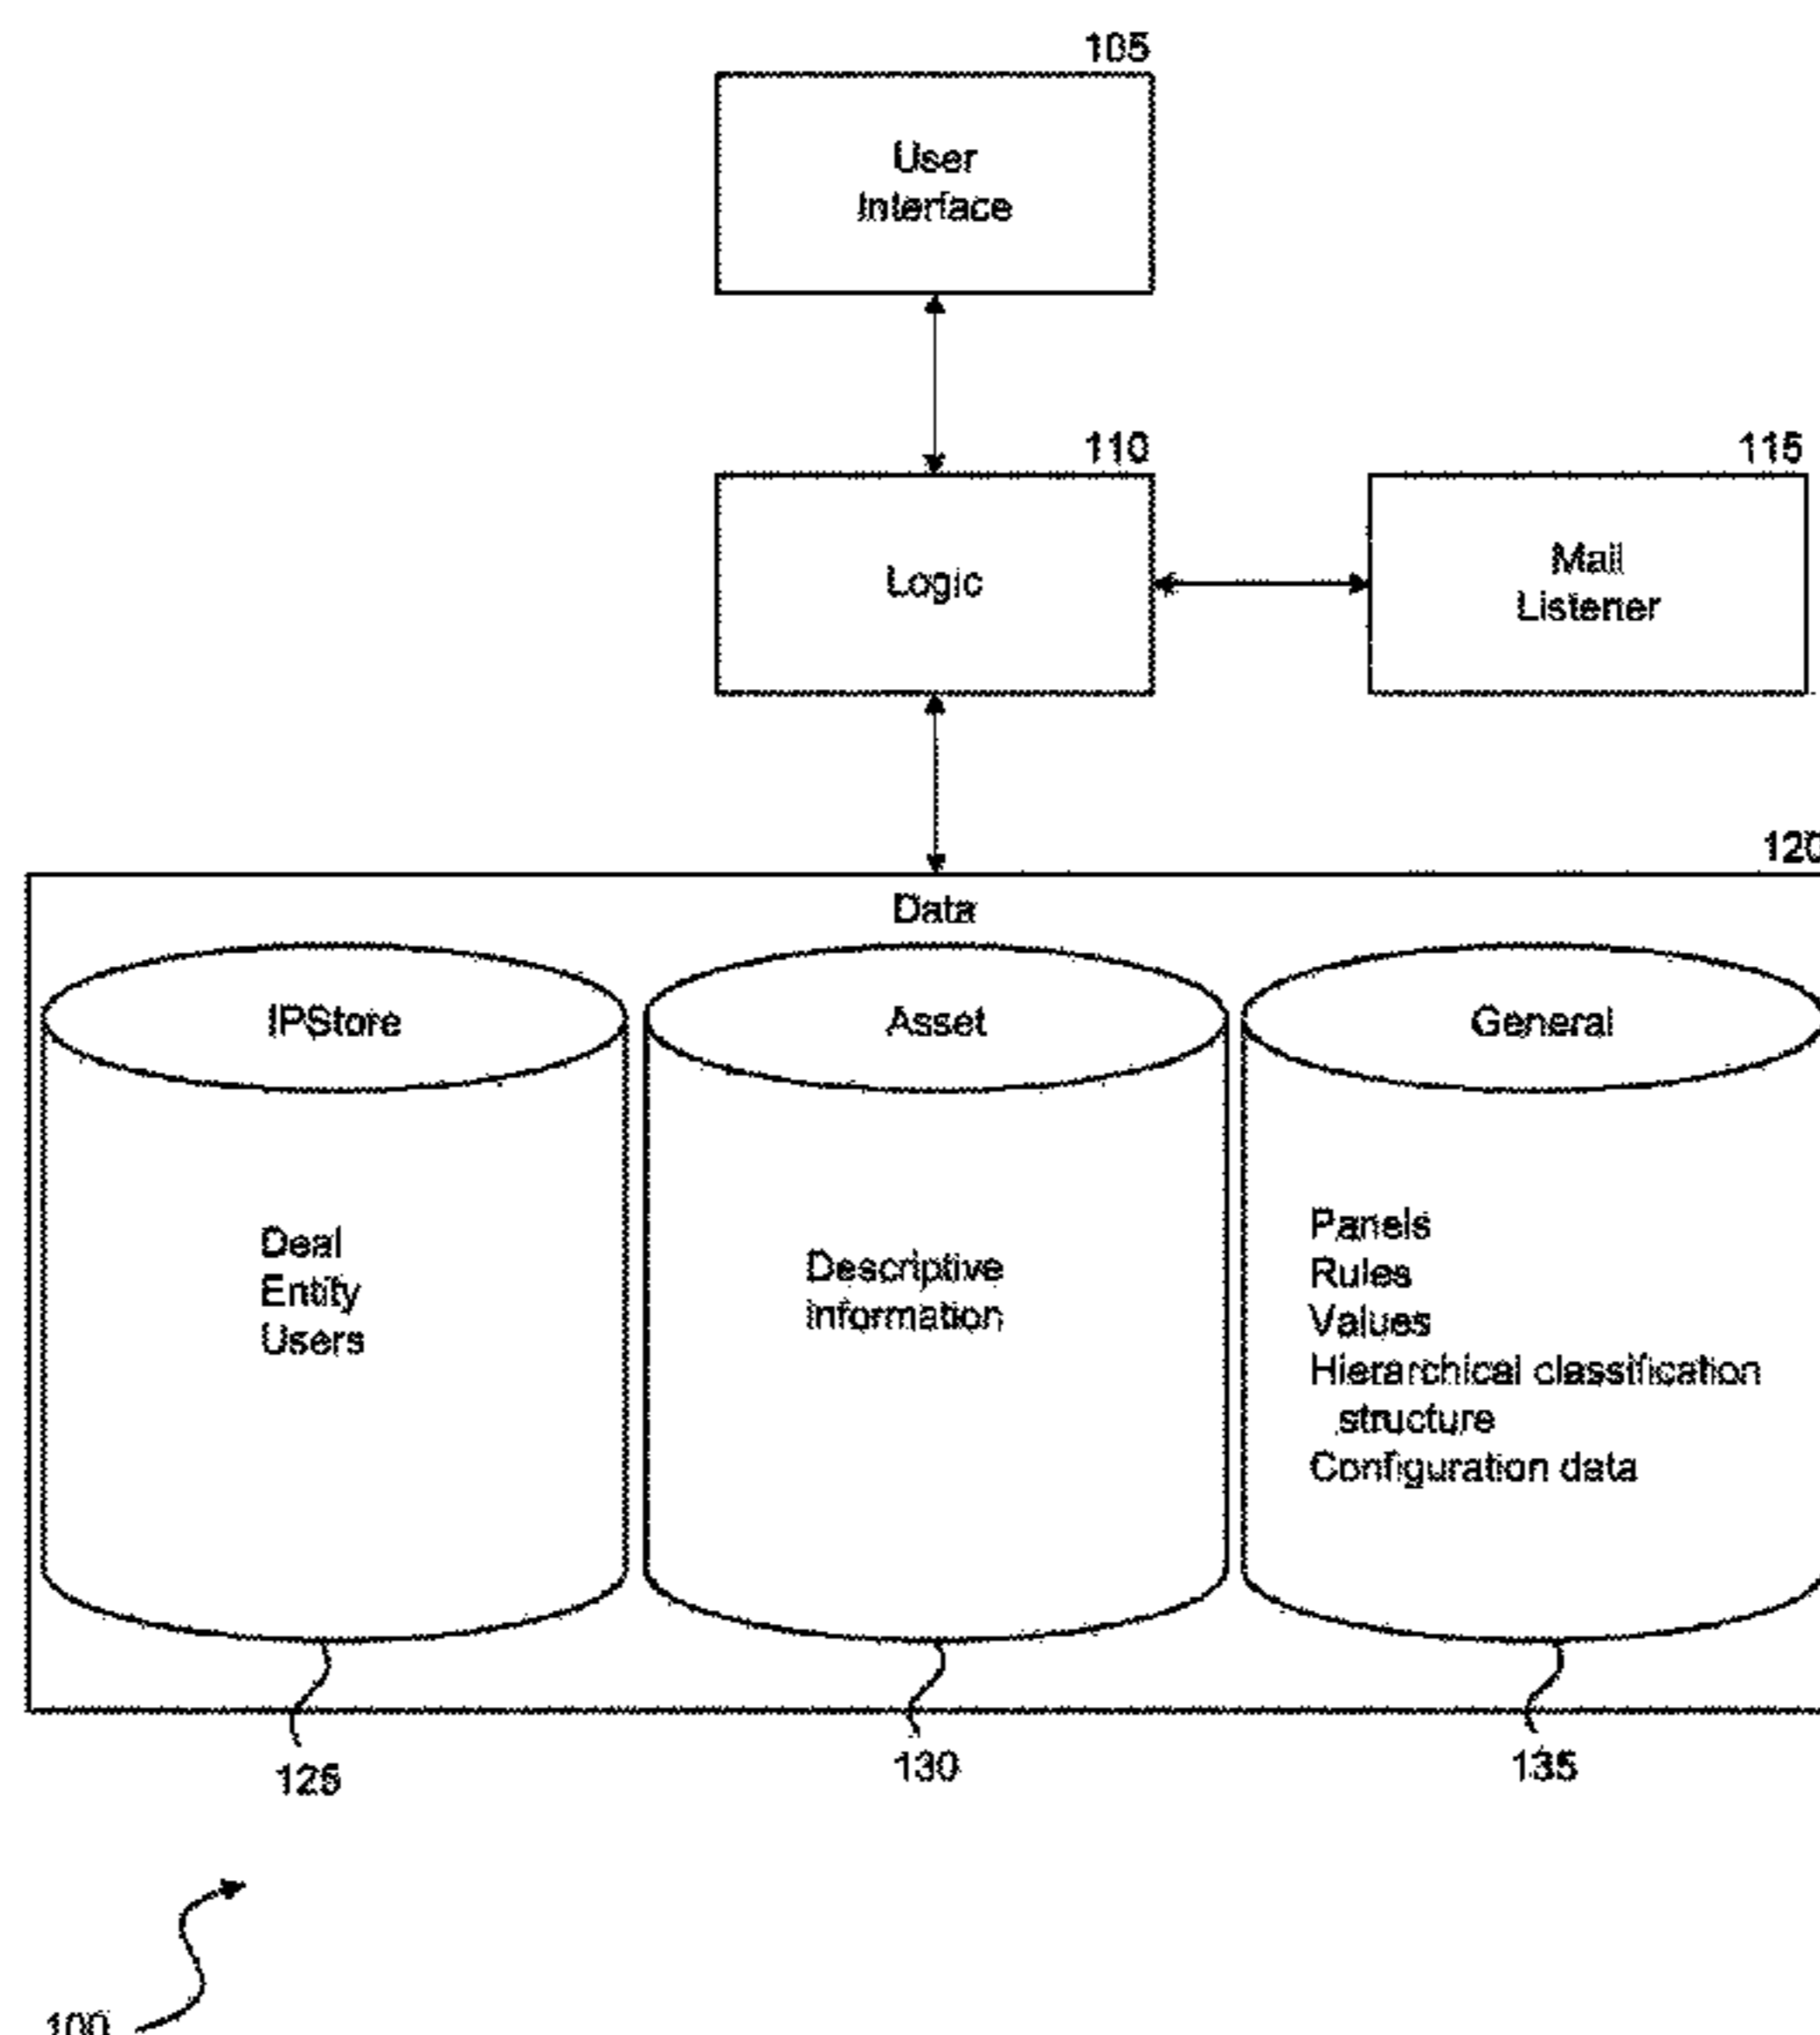 105
User
Interface
110
Logic
115
Mail
Listener
120
Data
IPStore
Asset
General
Deal
Entity
Users
Descriptive
information
Panels
Rules
Values
Hierarchical classification
structure
Configuration data
125
130
135
100